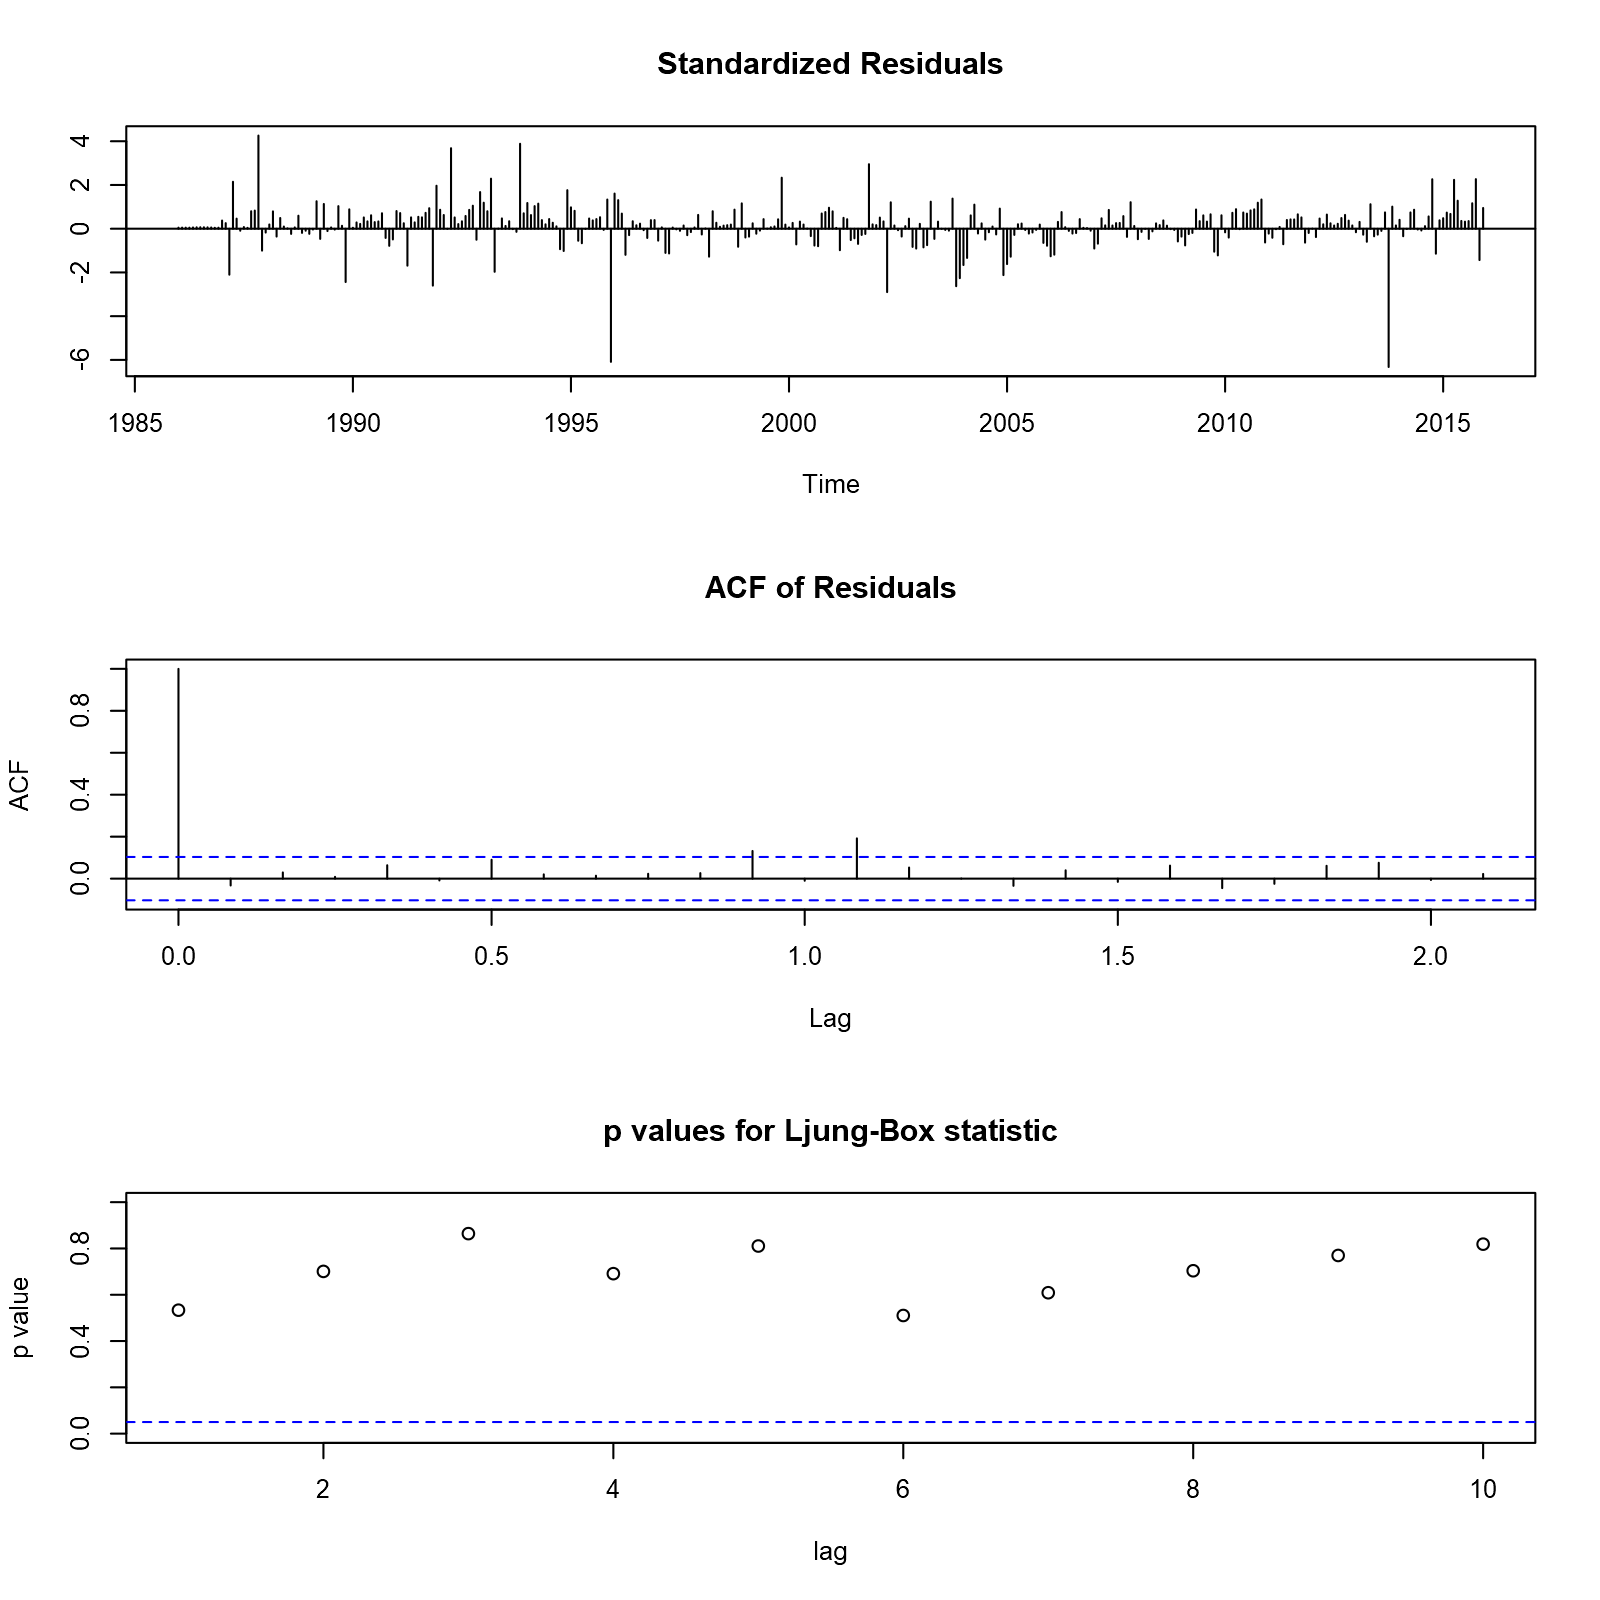 Standardized Residuals
4
2
0
-2
-6
1985 1990 1995 2000 2005 2010 2015
Time
ACF of Residuals
ACF
0.8
0.4
0.0
0.0 0.5 1.0 1.5 2.0
Lag
p values for Ljung-Box statistic
p value
0.8
0.4
0.0
2 4 6 8 10
lag